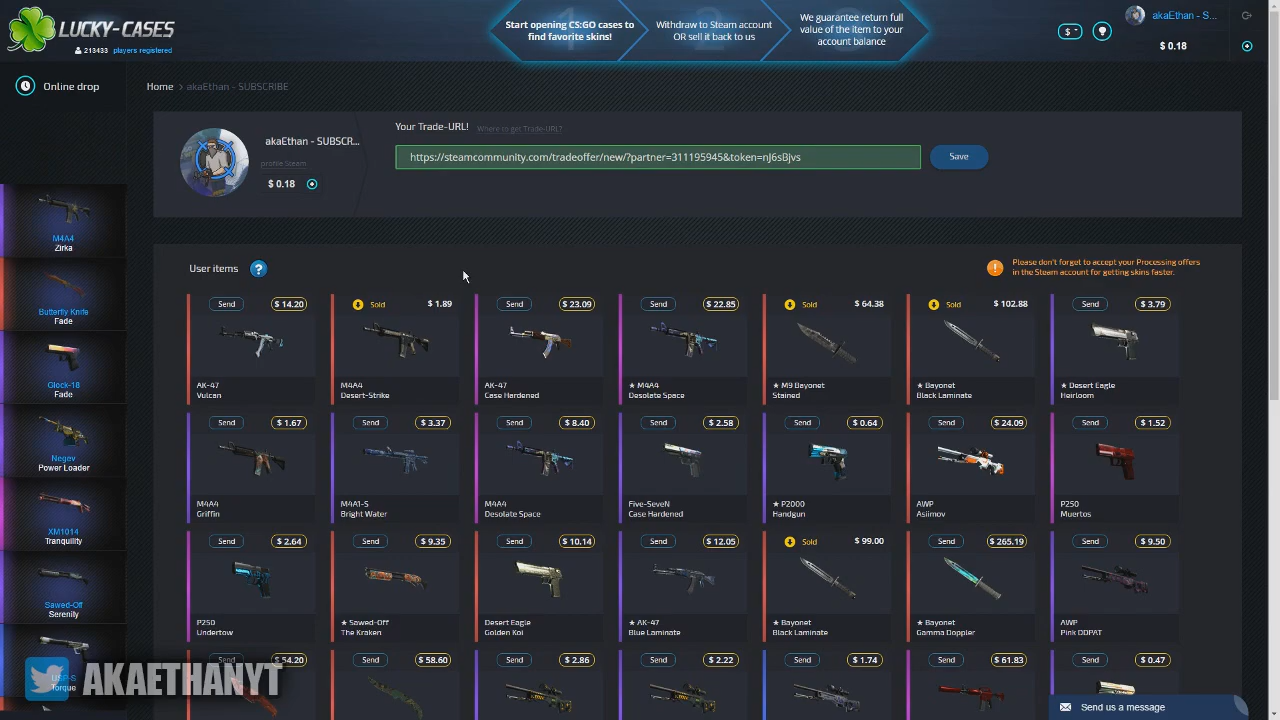 LUCKY-CASES
213433 players registered
Start opening CS:GO cases to
find favorite skins!
Withdraw to Steam account
OR sell it back to us
We guarantee return full
value of the item to your
account balance
$
akaEthan - S...
$ 0.18
Online drop
Home > akaEthan - SUBSCRIBE
akaEthan - SUBSCR...
profile Steam
$ 0.18
Your Trade-URL! Where to get Trade-URL?
https://steamcommunity.com/tradeoffer/new/?partner=311195945&token=nJ6sBjvs
Save
M4A4
Zirka
Butterfly Knife
Fade
Glock-18
Fade
Negev
Power Loader
XM1014
Tranquility
Sawed-Off
Serenity
USP-S
Torque
User items ?
! Please don't forget to accept your Processing offers
in the Steam account for getting skins faster.
Send $ 14.20
AK-47
Vulcan
Sold $ 1.89
M4A4
Desert-Strike
Send $ 23.09
AK-47
Case Hardened
Send $ 22.85
★ M4A4
Desolate Space
Sold $ 64.38
★ M9 Bayonet
Stained
Sold $ 102.88
★ Bayonet
Black Laminate
Send $ 3.79
★ Desert Eagle
Heirloom
Send $ 1.67
M4A4
Griffin
Send $ 3.37
M4A1-S
Bright Water
Send $ 8.40
M4A4
Desolate Space
Send $ 2.58
Five-SeveN
Case Hardened
Send $ 0.64
★ P2000
Handgun
Send $ 24.09
AWP
Asiimov
Send $ 1.52
P250
Muertos
Send $ 2.64
P250
Undertow
Send $ 9.35
★ Sawed-Off
The Kraken
Send $ 10.14
Desert Eagle
Golden Koi
Send $ 12.05
★ AK-47
Blue Laminate
Sold $ 99.00
★ Bayonet
Black Laminate
Send $ 265.19
★ Bayonet
Gamma Doppler
Send $ 9.50
AWP
Pink DDPAT
Send $ 54.20
Send $ 58.60
Send $ 2.86
Send $ 2.22
Send $ 1.74
Send $ 61.83
Send $ 0.47
AKAETHANYT
Send us a message